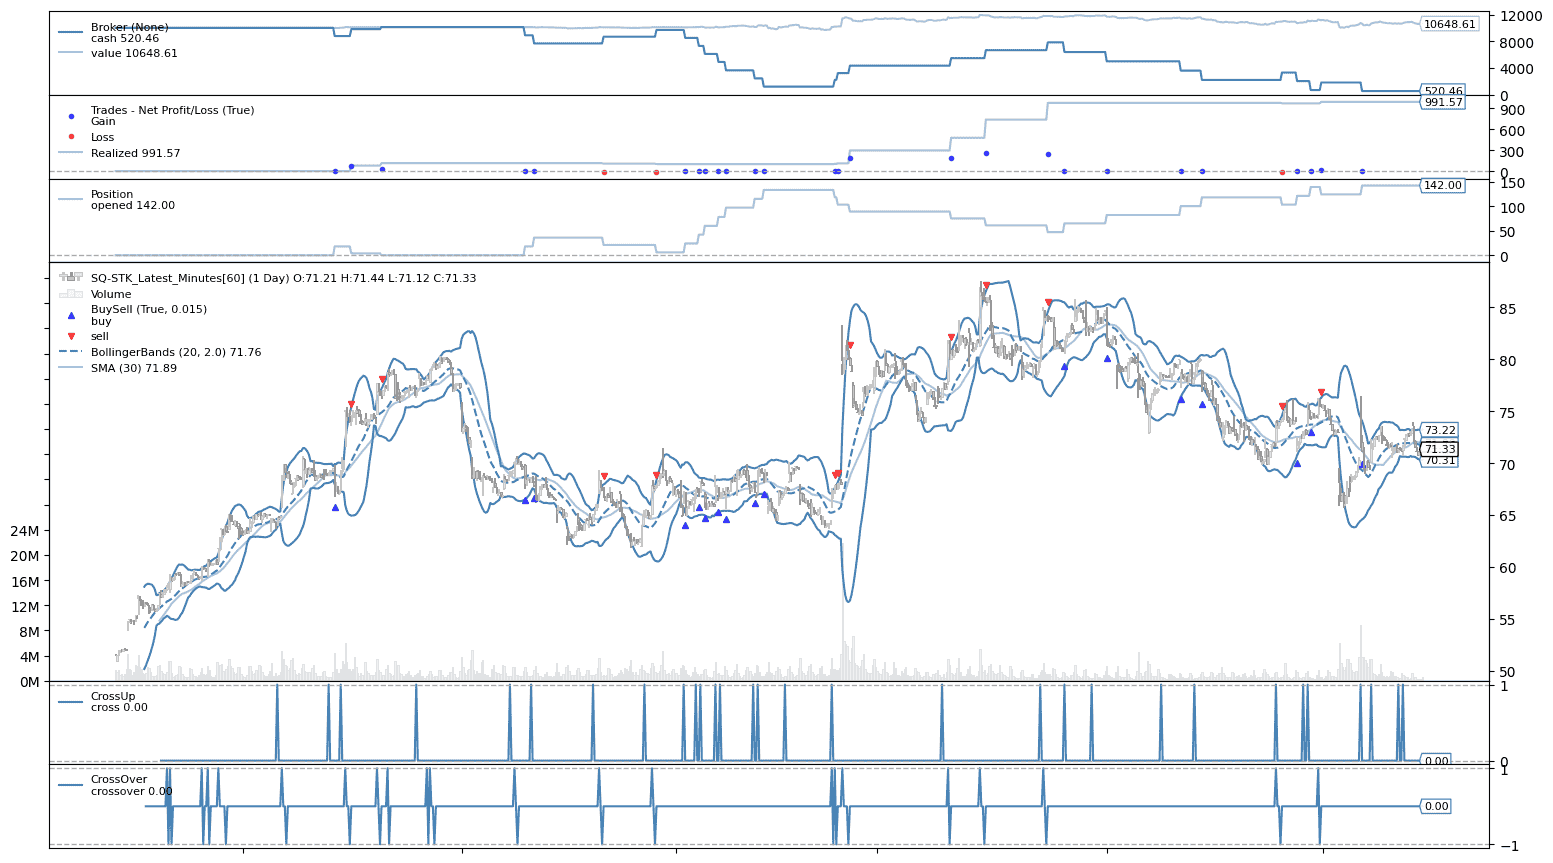 Broker (None)
cash 520.46
value 10648.61
12000
10648.61
8000
4000
520.46
0
Trades - Net Profit/Loss (True)
Gain
Loss
Realized 991.57
991.57
900
600
300
0
Position
opened 142.00
150
142.00
100
50
0
SQ-STK_Latest_Minutes[60] (1 Day) O:71.21 H:71.44 L:71.12 C:71.33
Volume
BuySell (True, 0.015)
buy
sell
BollingerBands (20, 2.0) 71.76
SMA (30) 71.89
85
80
75
73.22
71.33
70.31
70
65
60
55
50
24M
20M
16M
12M
8M
4M
0M
CrossUp
cross 0.00
1
0.00
0
CrossOver
crossover 0.00
1
0.00
−1